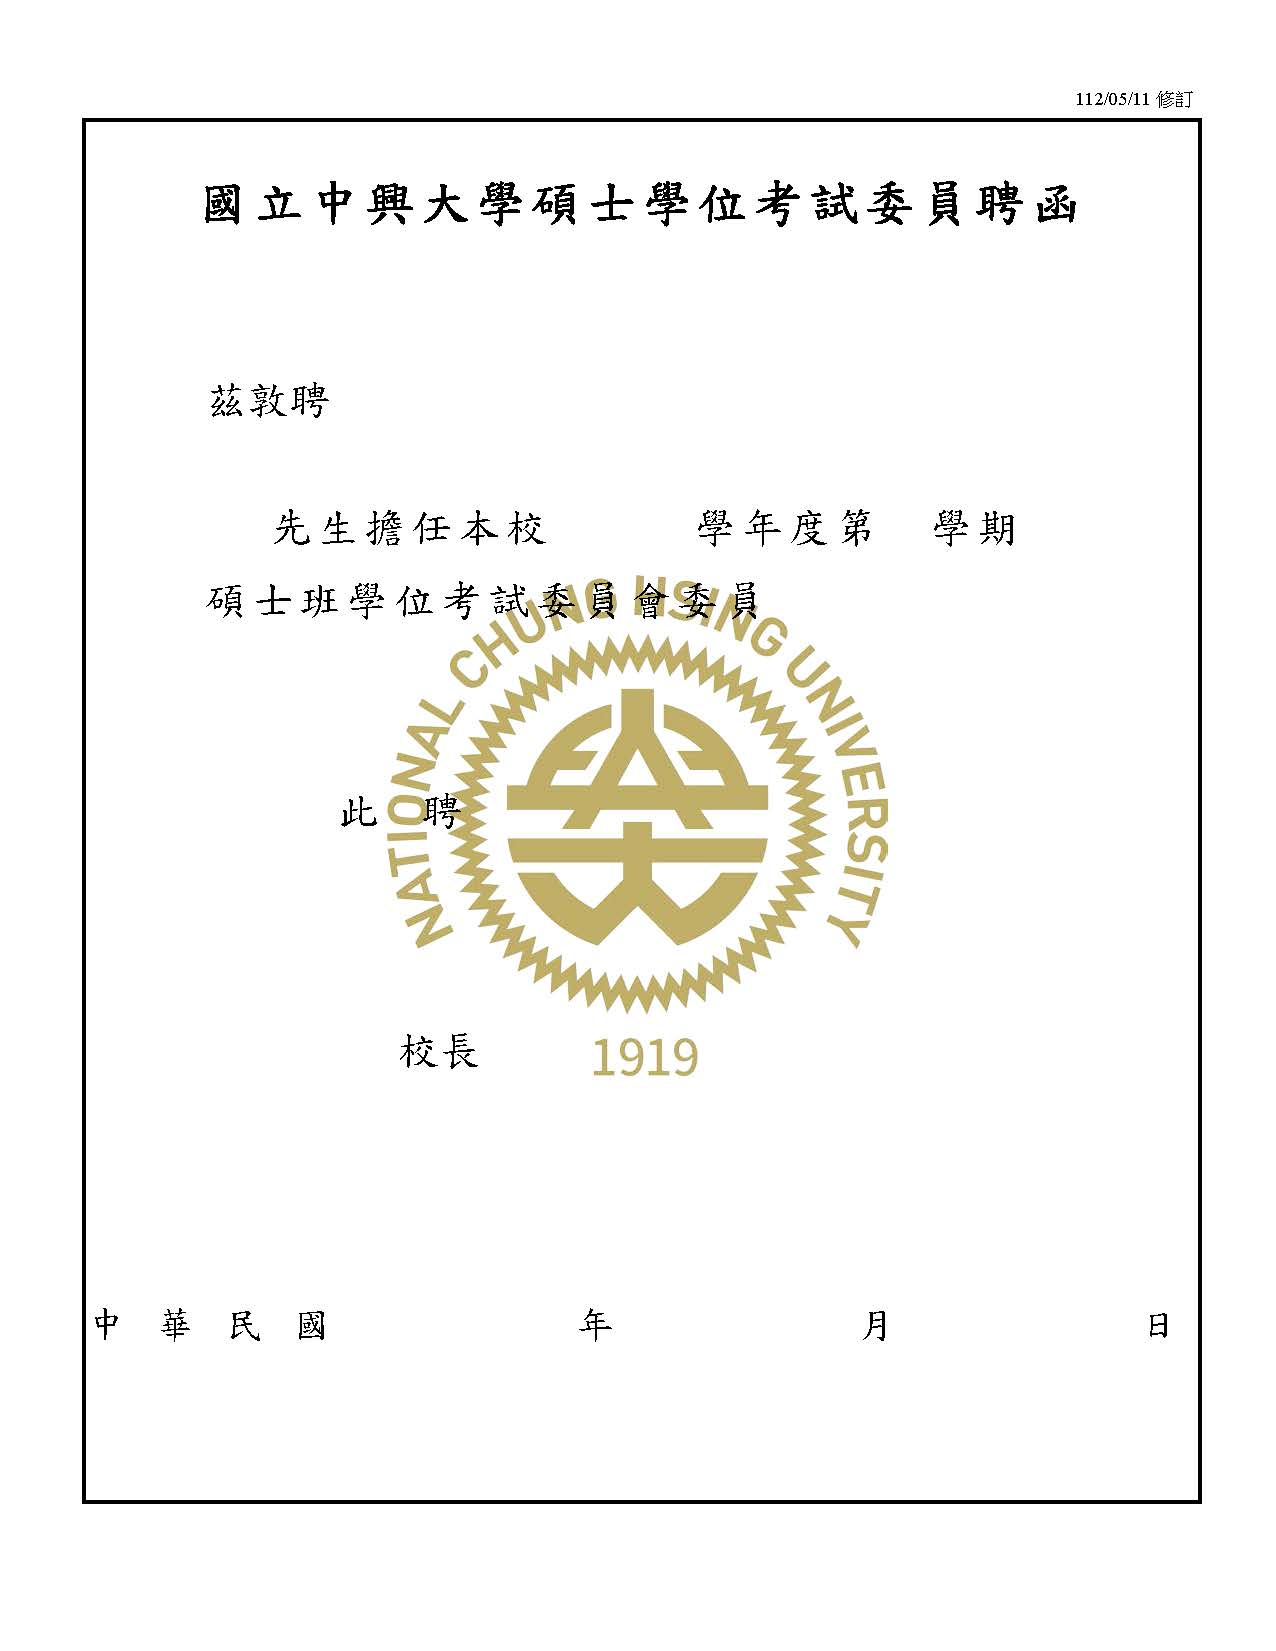 112/05/11 修訂
國立中興大學碩士學位考試委員聘函
茲敦聘
先生擔任本校 學年度第 學期
碩士班學位考試委員會委員
NATIONAL CHUNG HSING UNIVERSITY
此 聘
校長
1919
中 華 民 國 年 月 日